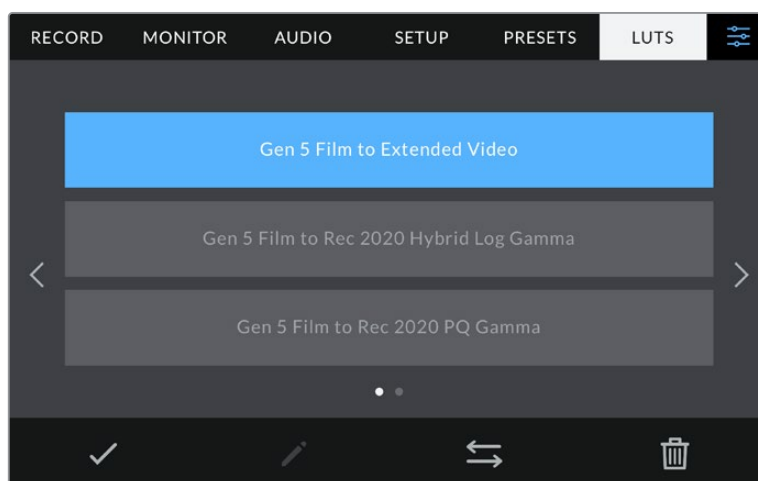 RECORD MONITOR AUDIO SETUP PRESETS LUTS
Gen 5 Film to Extended Video
Gen 5 Film to Rec 2020 Hybrid Log Gamma
Gen 5 Film to Rec 2020 PQ Gamma